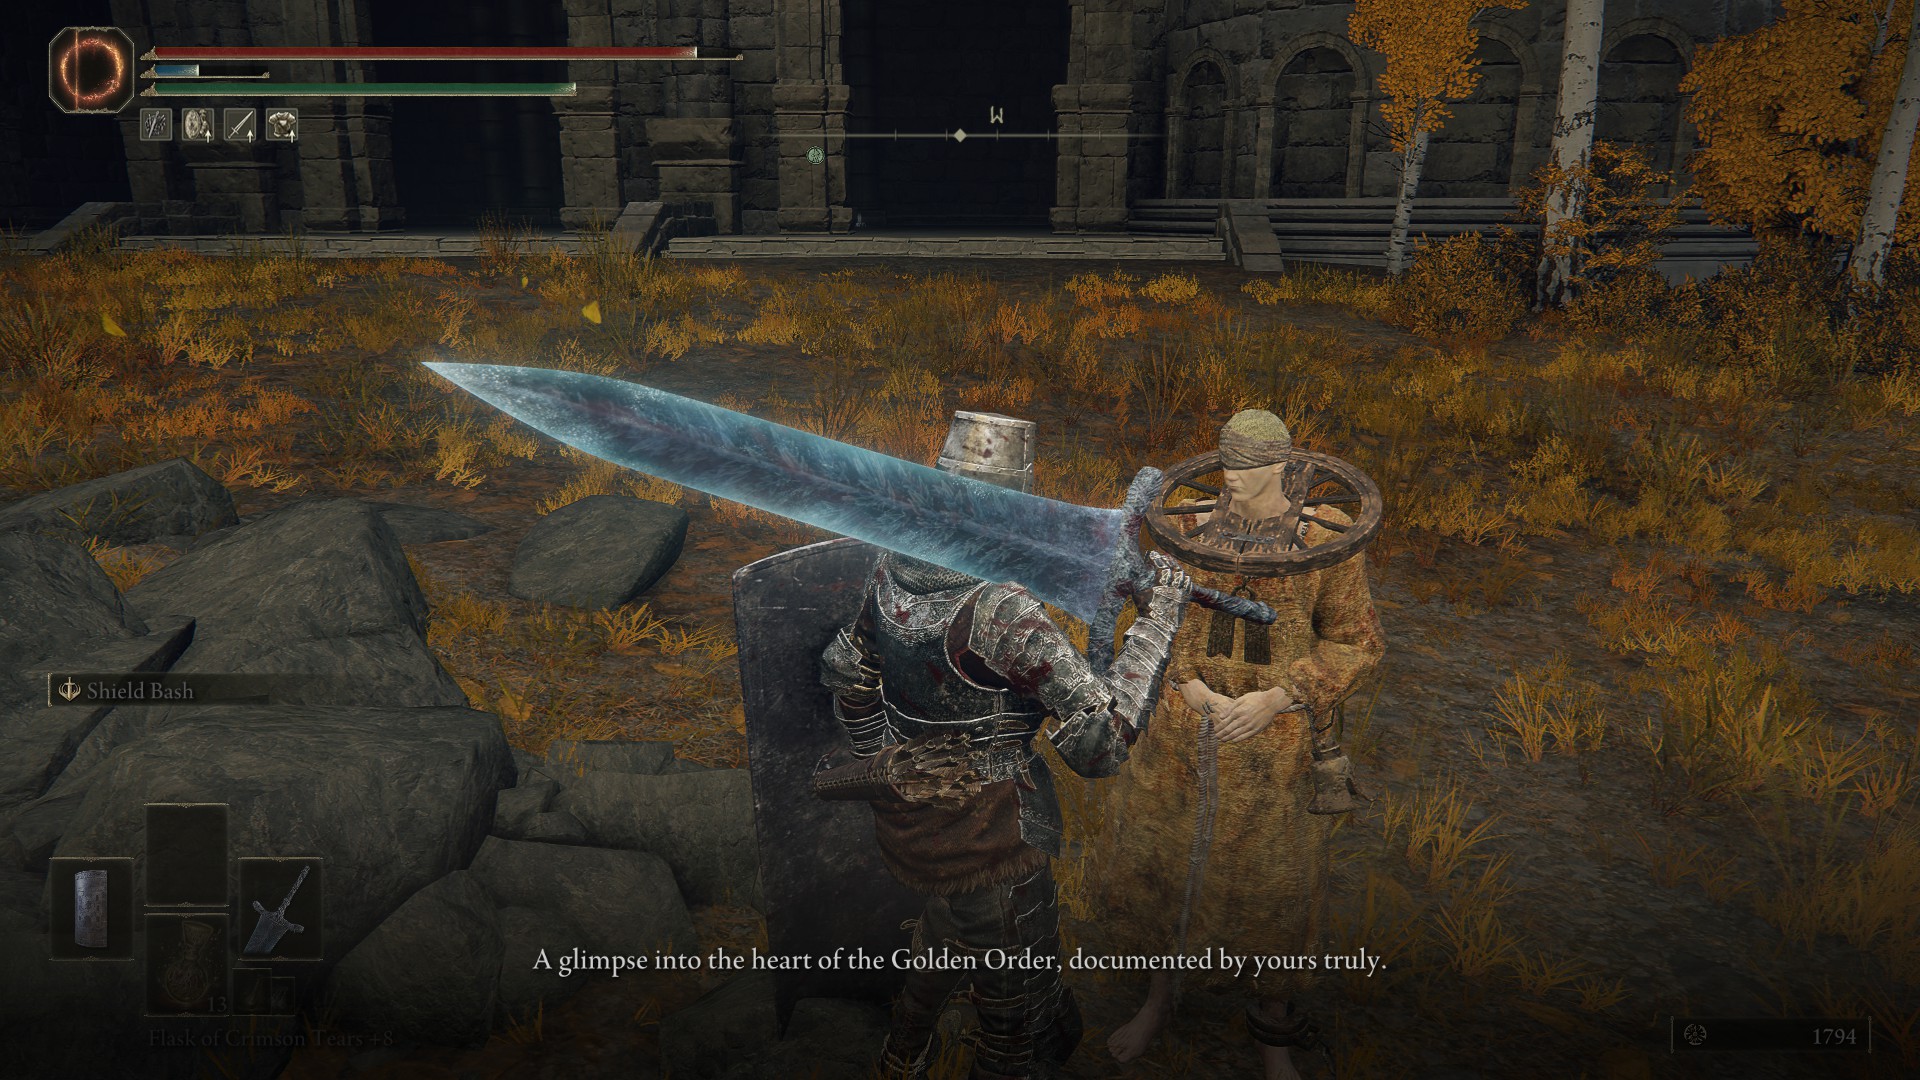 W
Shield Bash
A glimpse into the heart of the Golden Order, documented by yours truly.
13
Flask of Crimson Tears +8
1794